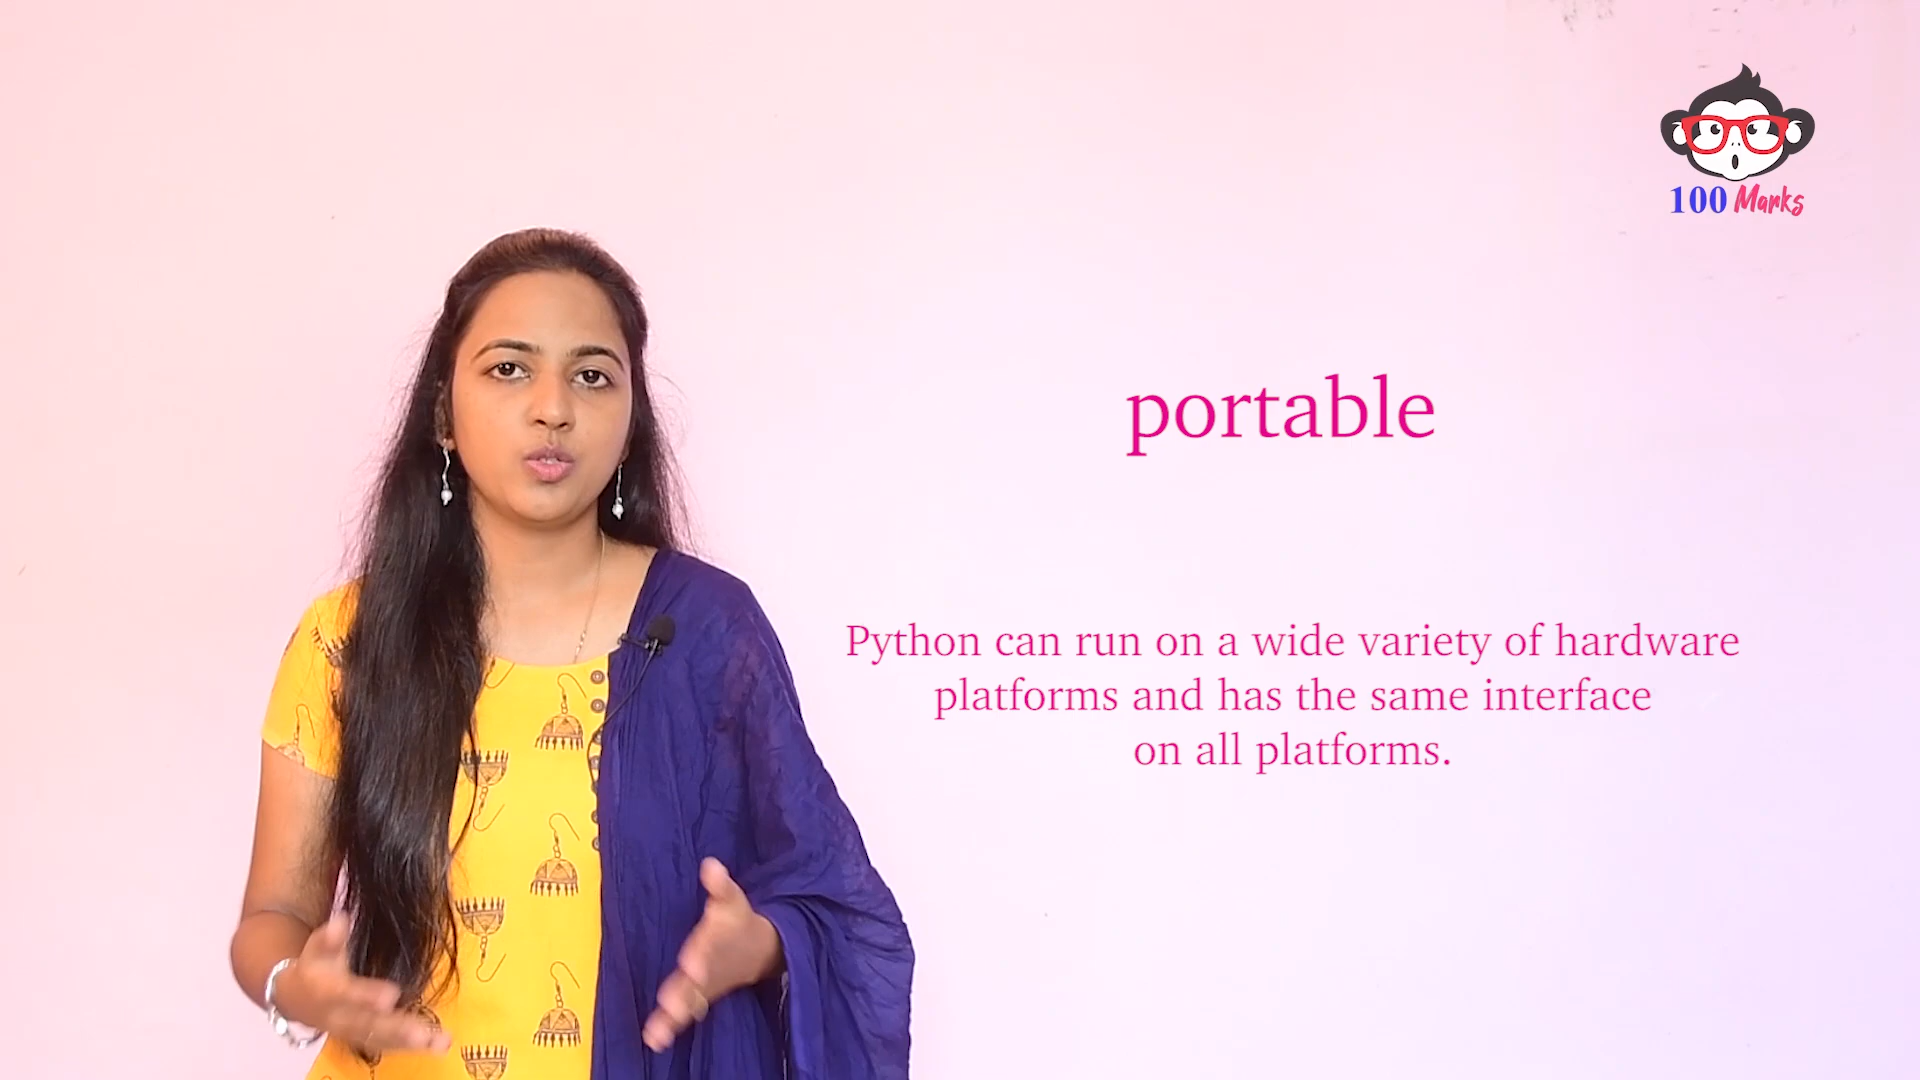 100 Marks
portable
Python can run on a wide variety of hardware
platforms and has the same interface
on all platforms.